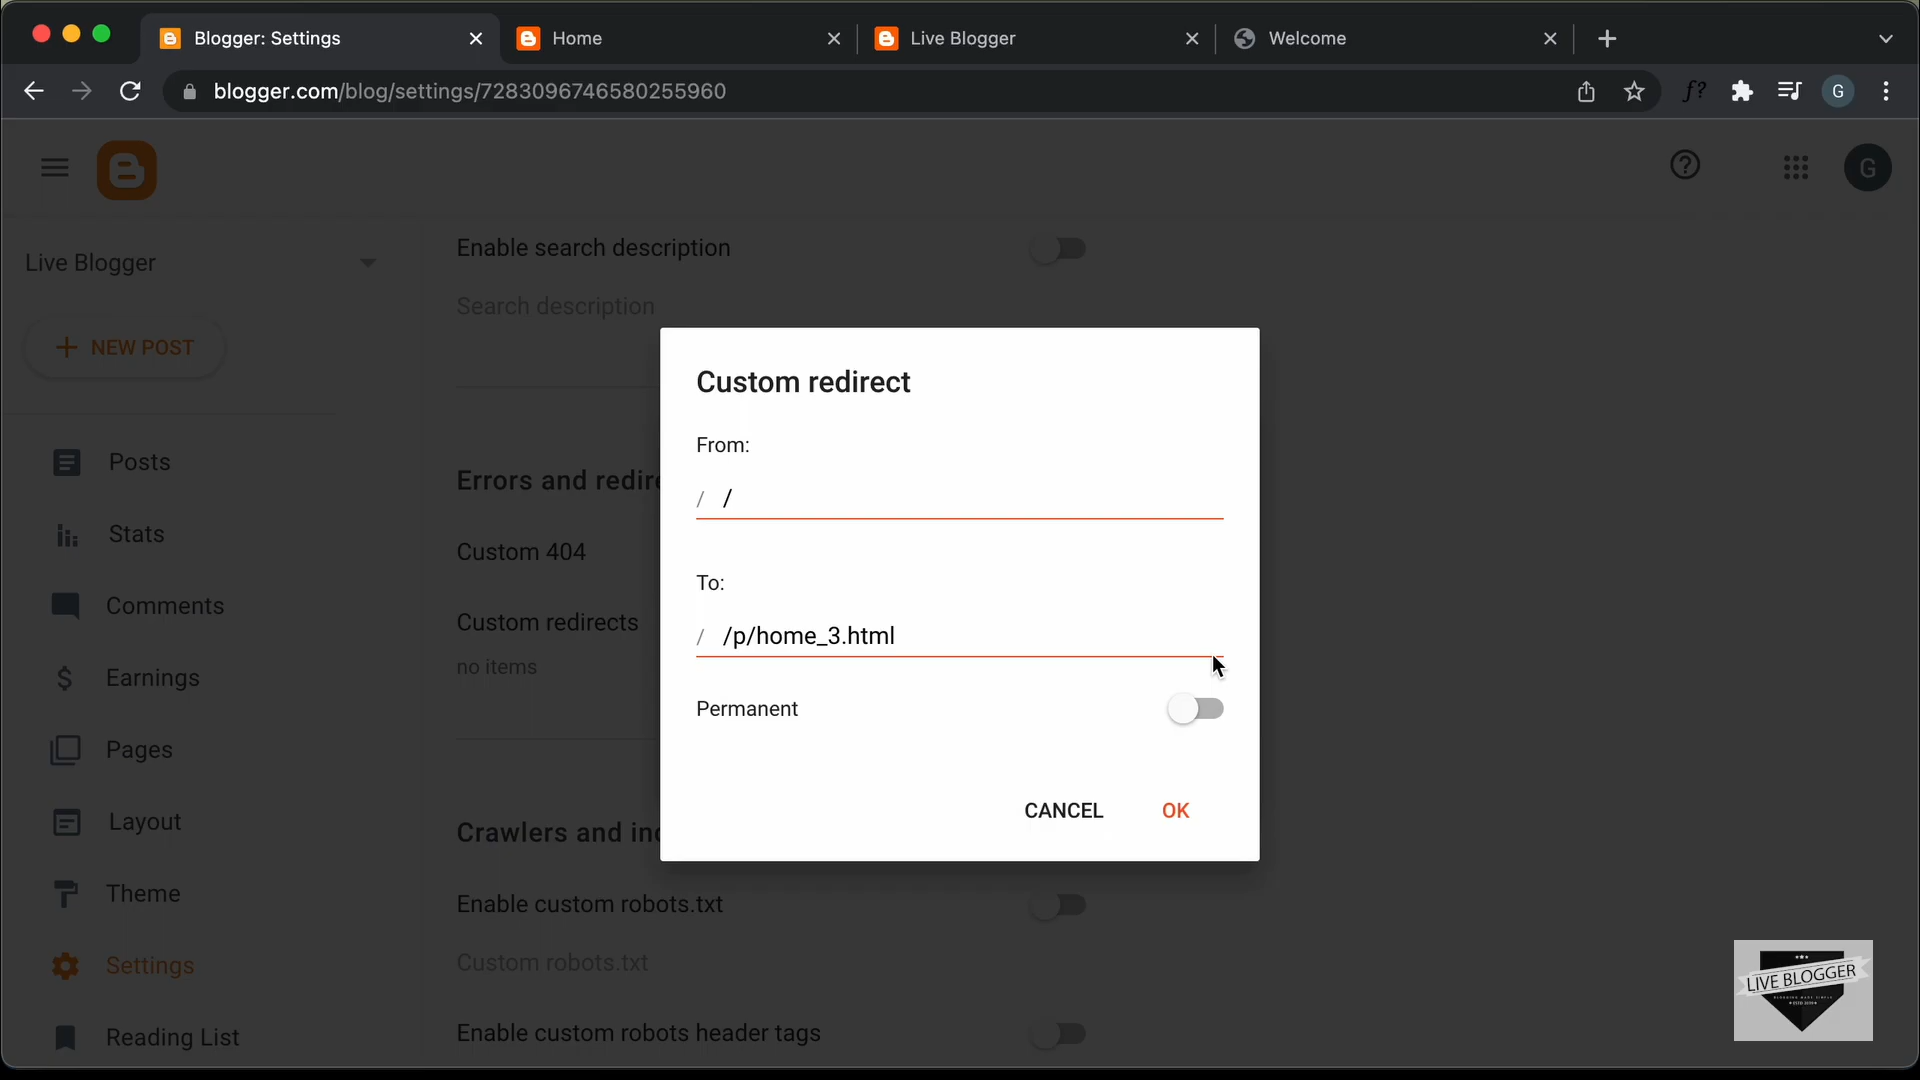 Blogger: Settings
Home
Live Blogger
Welcome
blogger.com/blog/settings/7283096746580255960
f?
G
G
Live Blogger
NEW POST
Posts
Stats
Comments
Earnings
Pages
Layout
Theme
Settings
Reading List
Enable search description
Search description
Errors and redire
Custom 404
Custom redirects
no items
Crawlers and ind
Enable custom robots.txt
Custom robots.txt
Enable custom robots header tags
Custom redirect
From:
/ /
To:
/ /p/home_3.html
Permanent
CANCEL
OK
LIVE BLOGGER